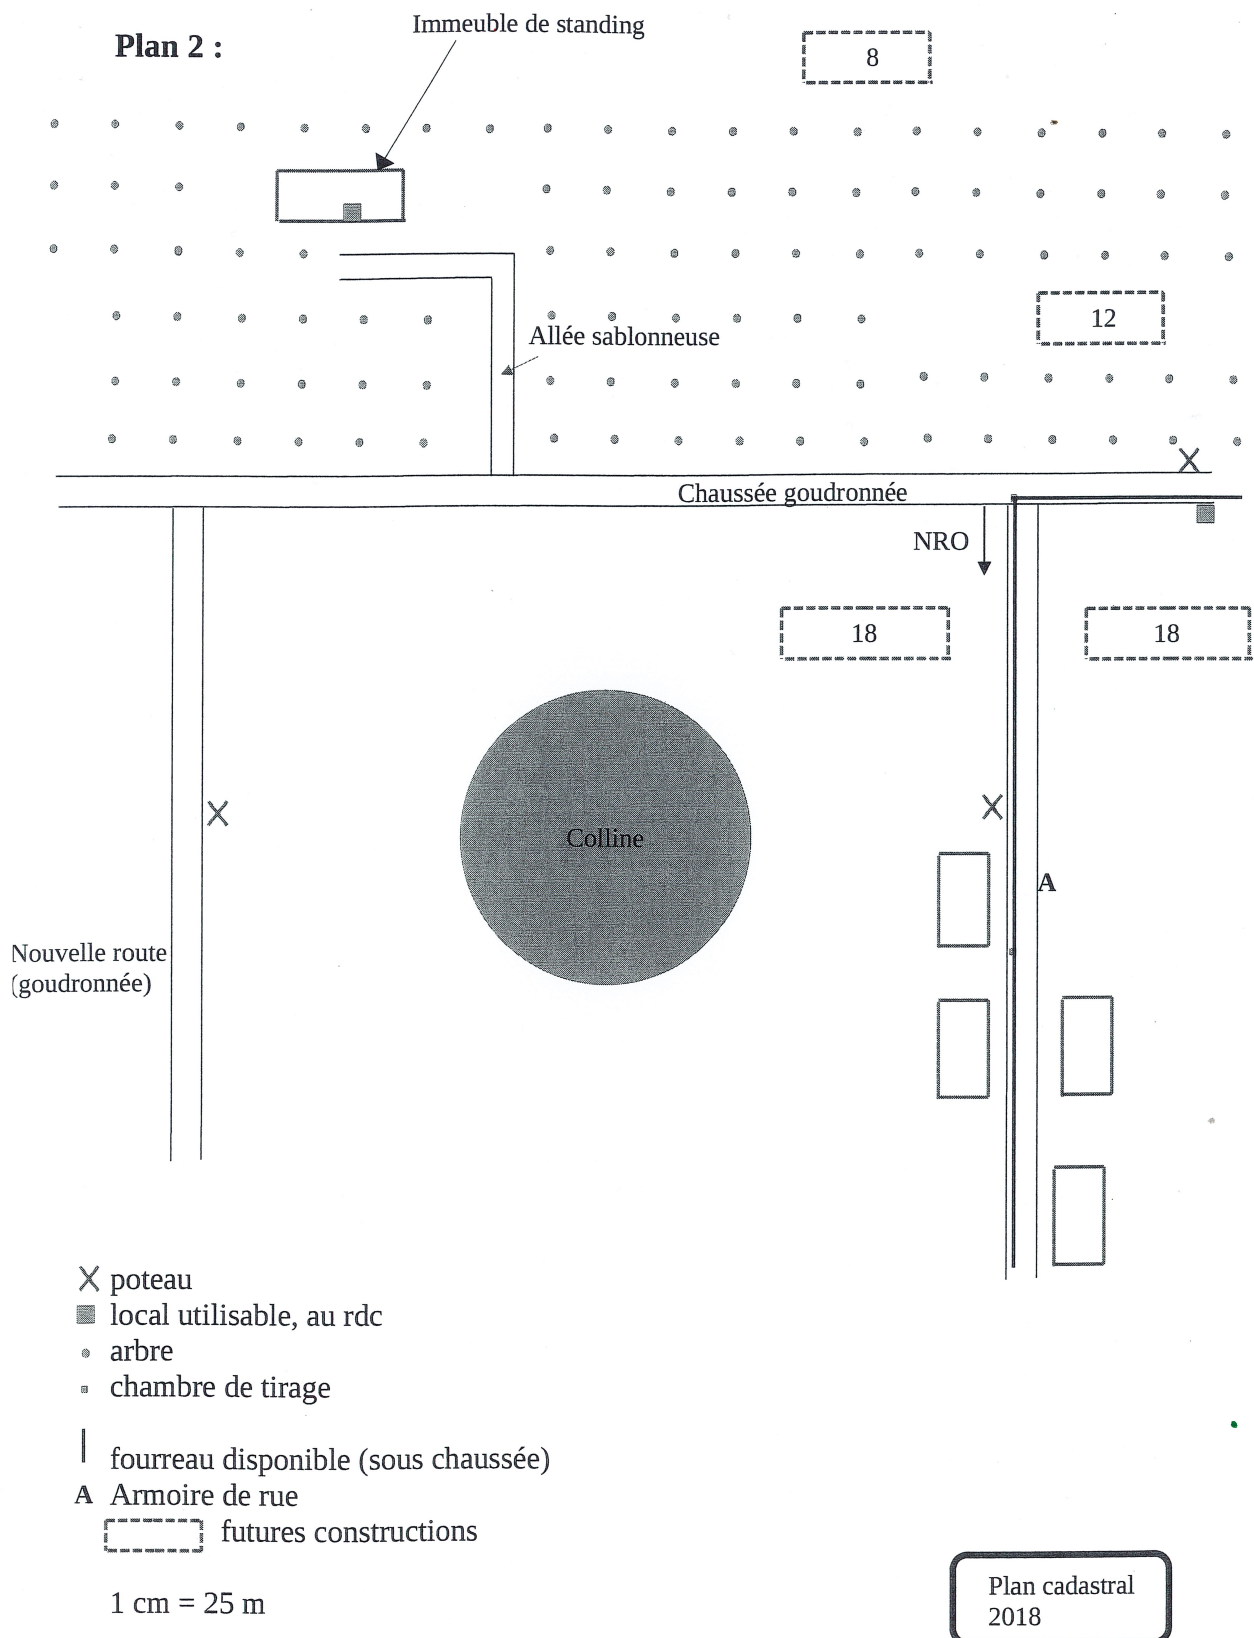 Plan 2 :
Immeuble de standing
8
12
Allée sablonneuse
Chaussée goudronnée
NRO
18
18
Colline
A
Nouvelle route
(goudronnée)
poteau
local utilisable, au rdc
arbre
chambre de tirage
fourreau disponible (sous chaussée)
A Armoire de rue
futures constructions
1 cm = 25 m
Plan cadastral
2018